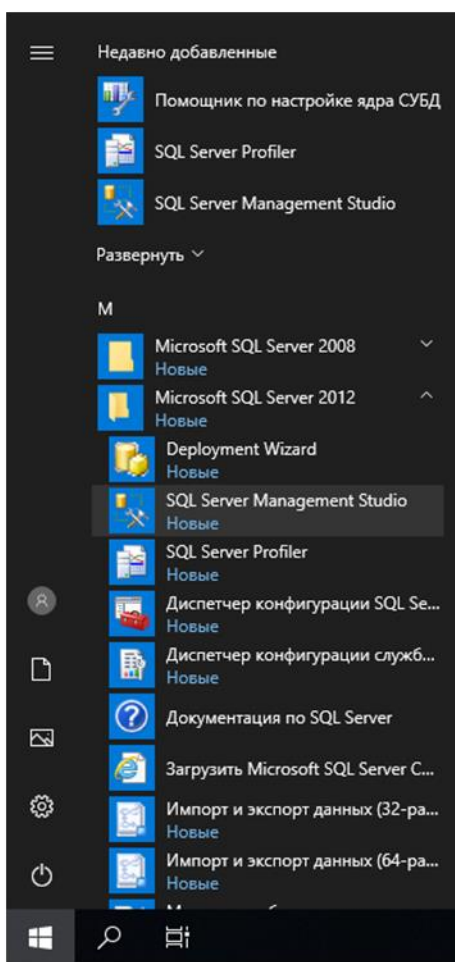 Недавно добавленные
Помощник по настройке ядра СУБД
SQL Server Profiler
SQL Server Management Studio
Развернуть
M
Microsoft SQL Server 2008
Новые
Microsoft SQL Server 2012
Новые
Deployment Wizard
Новые
SQL Server Management Studio
Новые
SQL Server Profiler
Новые
Диспетчер конфигурации SQL Se...
Новые
Диспетчер конфигурации служб...
Новые
Документация по SQL Server
Загрузить Microsoft SQL Server C...
Импорт и экспорт данных (32-ра...
Новые
Импорт и экспорт данных (64-ра...
Новые